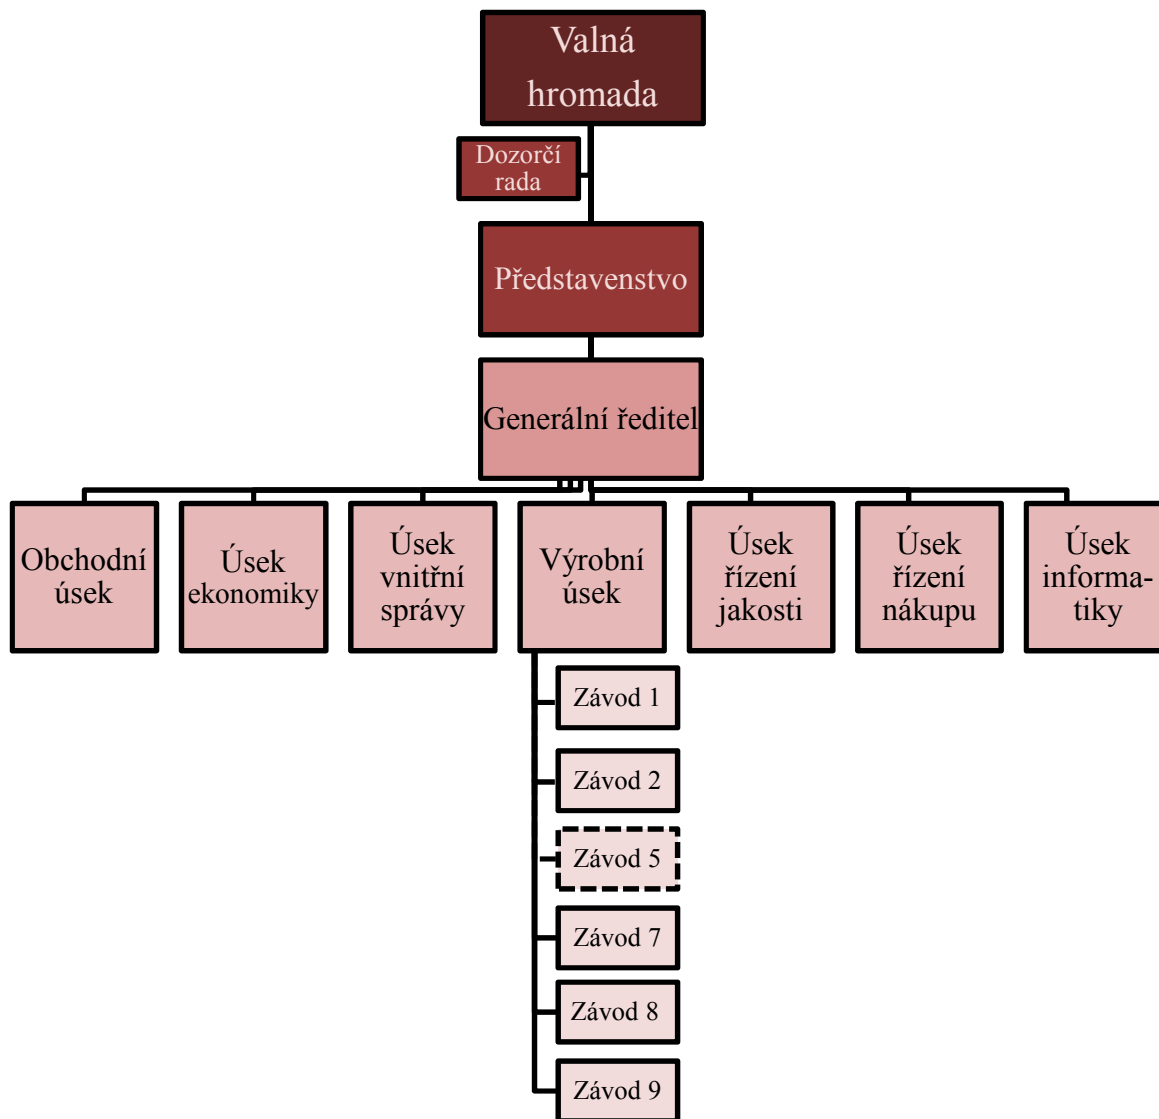 Valná
hromada
Dozorčí
rada
Představenstvo
Generální ředitel
Obchodní
úsek
Úsek
ekonomiky
Úsek
vnitřní
správy
Výrobní
úsek
Úsek
řízení
jakosti
Úsek
řízení
nákupu
Úsek
informa-
tiky
Závod 1
Závod 2
Závod 5
Závod 7
Závod 8
Závod 9